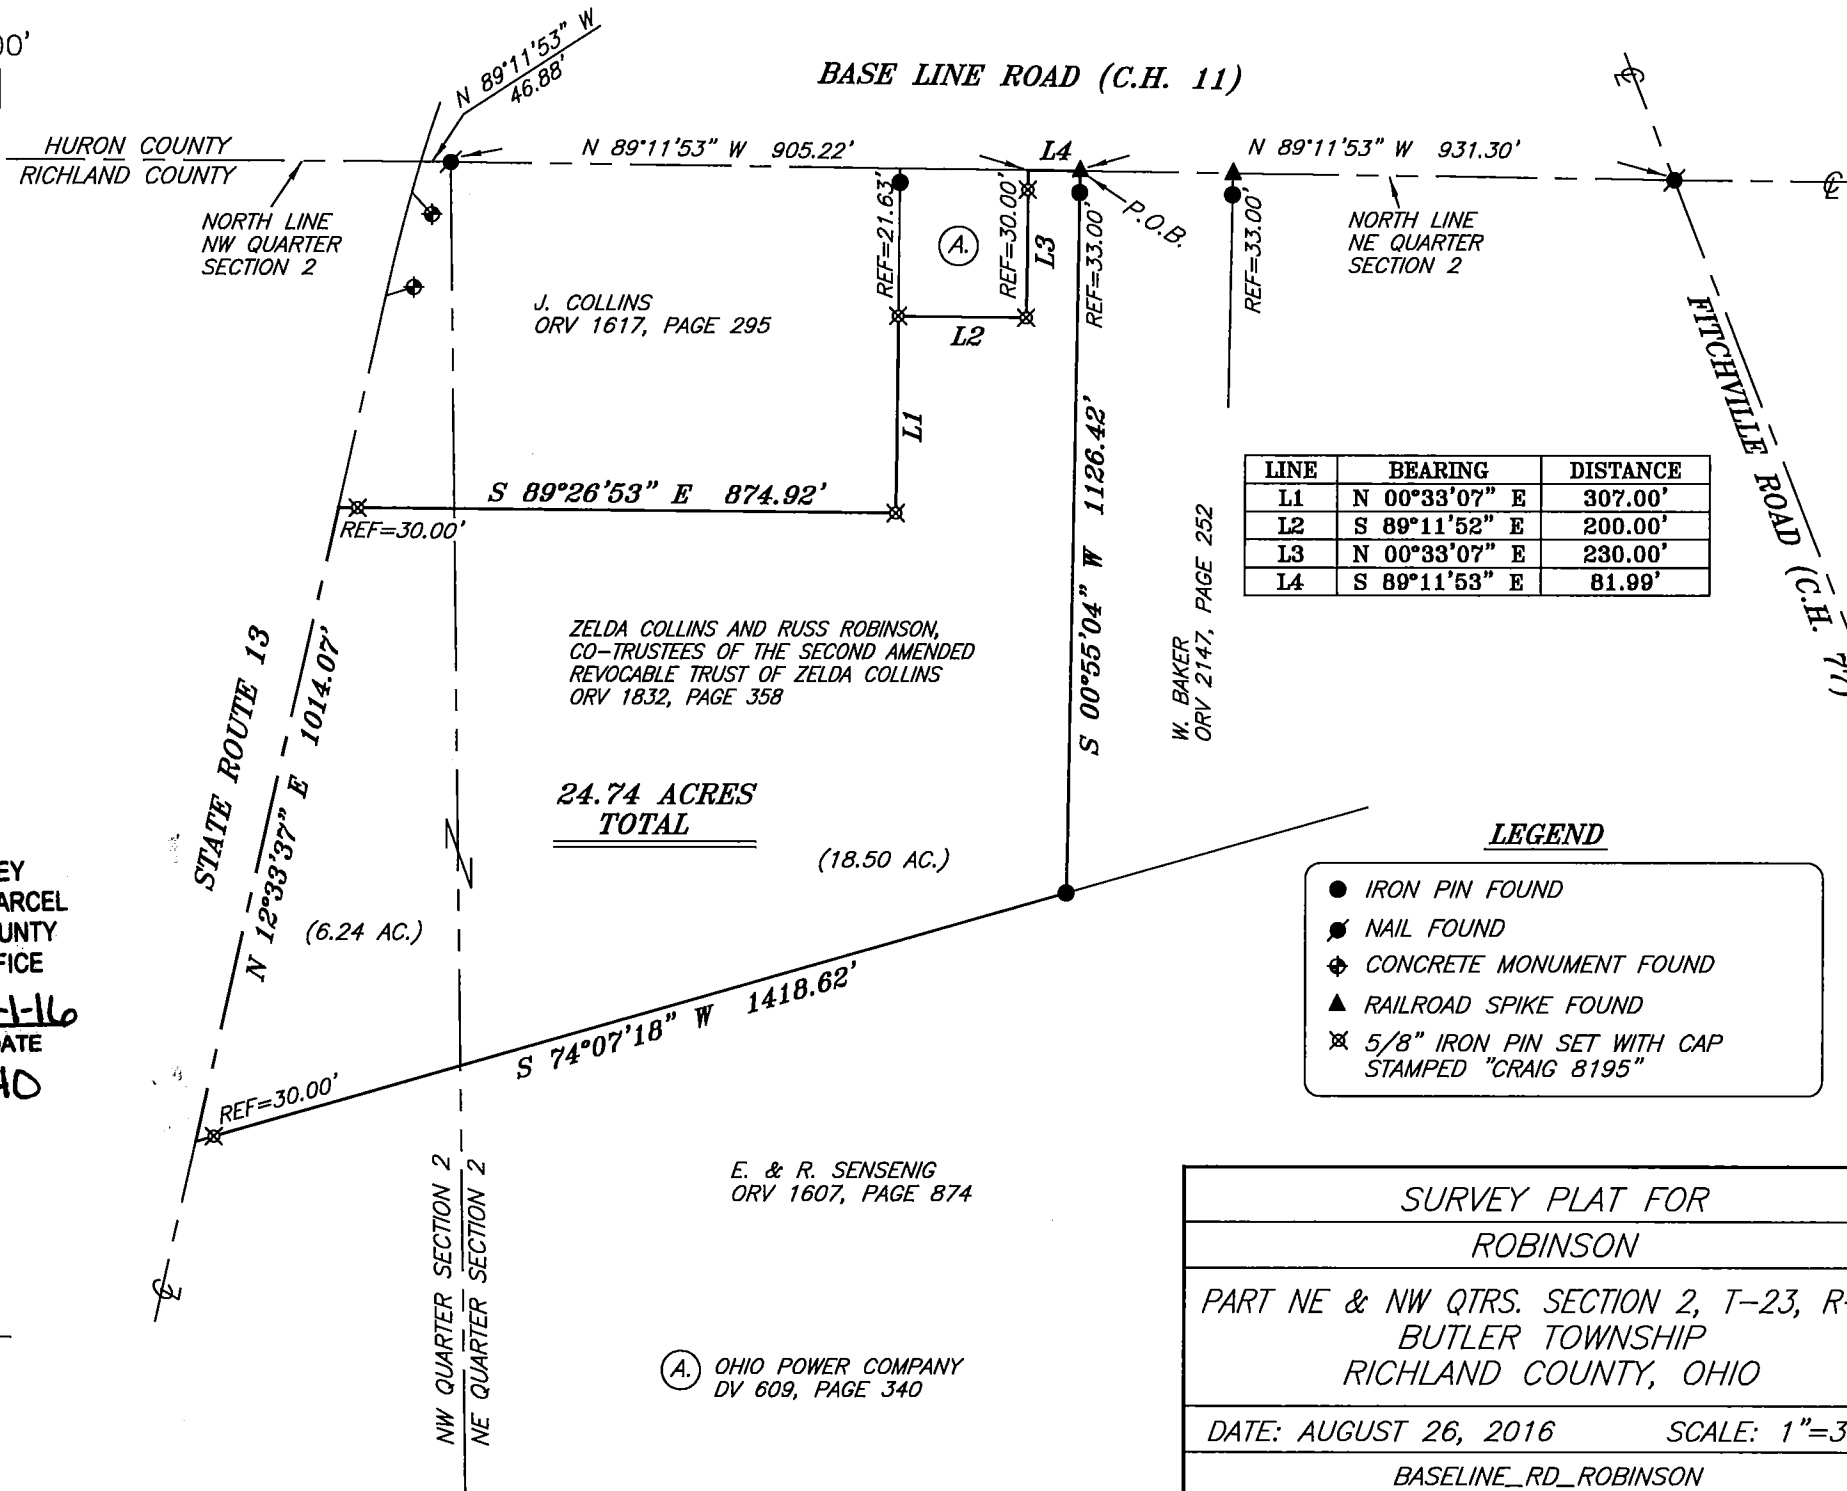 00'
N 89°11'53" W
46.88'
BASE LINE ROAD (C.H. 11)
HURON COUNTY
RICHLAND COUNTY
N 89°11'53" W 905.22'
L4
N 89°11'53" W 931.30'
NORTH LINE
NW QUARTER
SECTION 2
REF=21.63'
A.
REF=30.00'
L3
REF=33.00'
P.O.B.
REF=33.00'
NORTH LINE
NE QUARTER
SECTION 2
J. COLLINS
ORV 1617, PAGE 295
L2
L1
FITCHVILLE ROAD (C.H. 77)
S 89°26'53" E 874.92'
REF=30.00'
S 00°55'04" W 1126.42'
W. BAKER
ORV 2147, PAGE 252
LINE BEARING DISTANCE
L1 N 00°33'07" E 307.00'
L2 S 89°11'52" E 200.00'
L3 N 00°33'07" E 230.00'
L4 S 89°11'53" E 81.99'
ZELDA COLLINS AND RUSS ROBINSON,
CO-TRUSTEES OF THE SECOND AMENDED
REVOCABLE TRUST OF ZELDA COLLINS
ORV 1832, PAGE 358
STATE ROUTE 13
N 12°33'37" E 1014.07'
24.74 ACRES
TOTAL
(18.50 AC.)
(6.24 AC.)
EY
ARCEL
UNTY
FICE
-1-16
ATE
S 74°07'18" W 1418.62'
REF=30.00'
LEGEND
IRON PIN FOUND
NAIL FOUND
CONCRETE MONUMENT FOUND
RAILROAD SPIKE FOUND
5/8" IRON PIN SET WITH CAP
STAMPED "CRAIG 8195"
NW QUARTER SECTION 2
NE QUARTER SECTION 2
E. & R. SENSENIG
ORV 1607, PAGE 874
A. OHIO POWER COMPANY
DV 609, PAGE 340
SURVEY PLAT FOR
ROBINSON
PART NE & NW QTRS. SECTION 2, T-23, R-
BUTLER TOWNSHIP
RICHLAND COUNTY, OHIO
DATE: AUGUST 26, 2016 SCALE: 1"=3
BASELINE_RD_ROBINSON